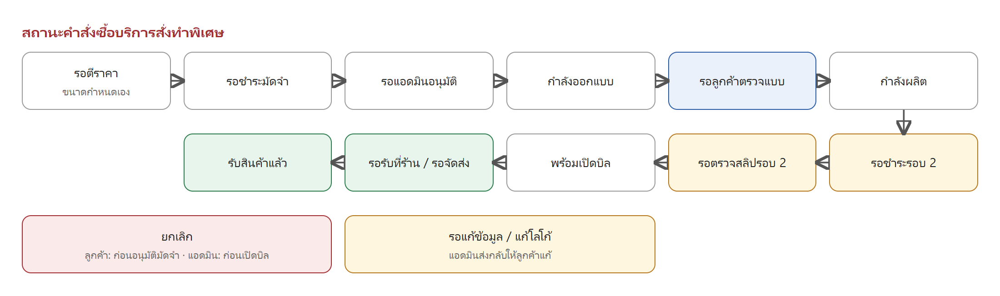 สถานะคำสั่งซื้อบริการสั่งทำพิเศษ
รอตีราคา
ขนาดกำหนดเอง
รอชำระมัดจำ
รอแอดมินอนุมัติ
กำลังออกแบบ
รอลูกค้าตรวจแบบ
กำลังผลิต
รับสินค้าแล้ว
รอรับที่ร้าน / รอจัดส่ง
พร้อมเปิดบิล
รอตรวจสลิปรอบ 2
รอชำระรอบ 2
ยกเลิก
ลูกค้า: ก่อนอนุมัติมัดจำ · แอดมิน: ก่อนเปิดบิล
รอแก้ข้อมูล / แก้โลโก้
แอดมินส่งกลับให้ลูกค้าแก้